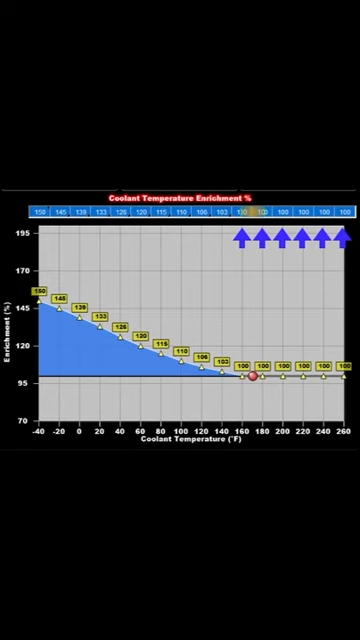 Coolant Temperature Enrichment %
150 145 139 133 126 120 115 110 106 103 100 100 100 100 100 100
195
170
145
120
95
70
Enrichment (%)
150 145 139 133 126 120 115 110 106 103 100 100 100 100 100 100
-40 -20 0 20 40 60 80 100 120 140 160 180 200 220 240 260
Coolant Temperature (°F)